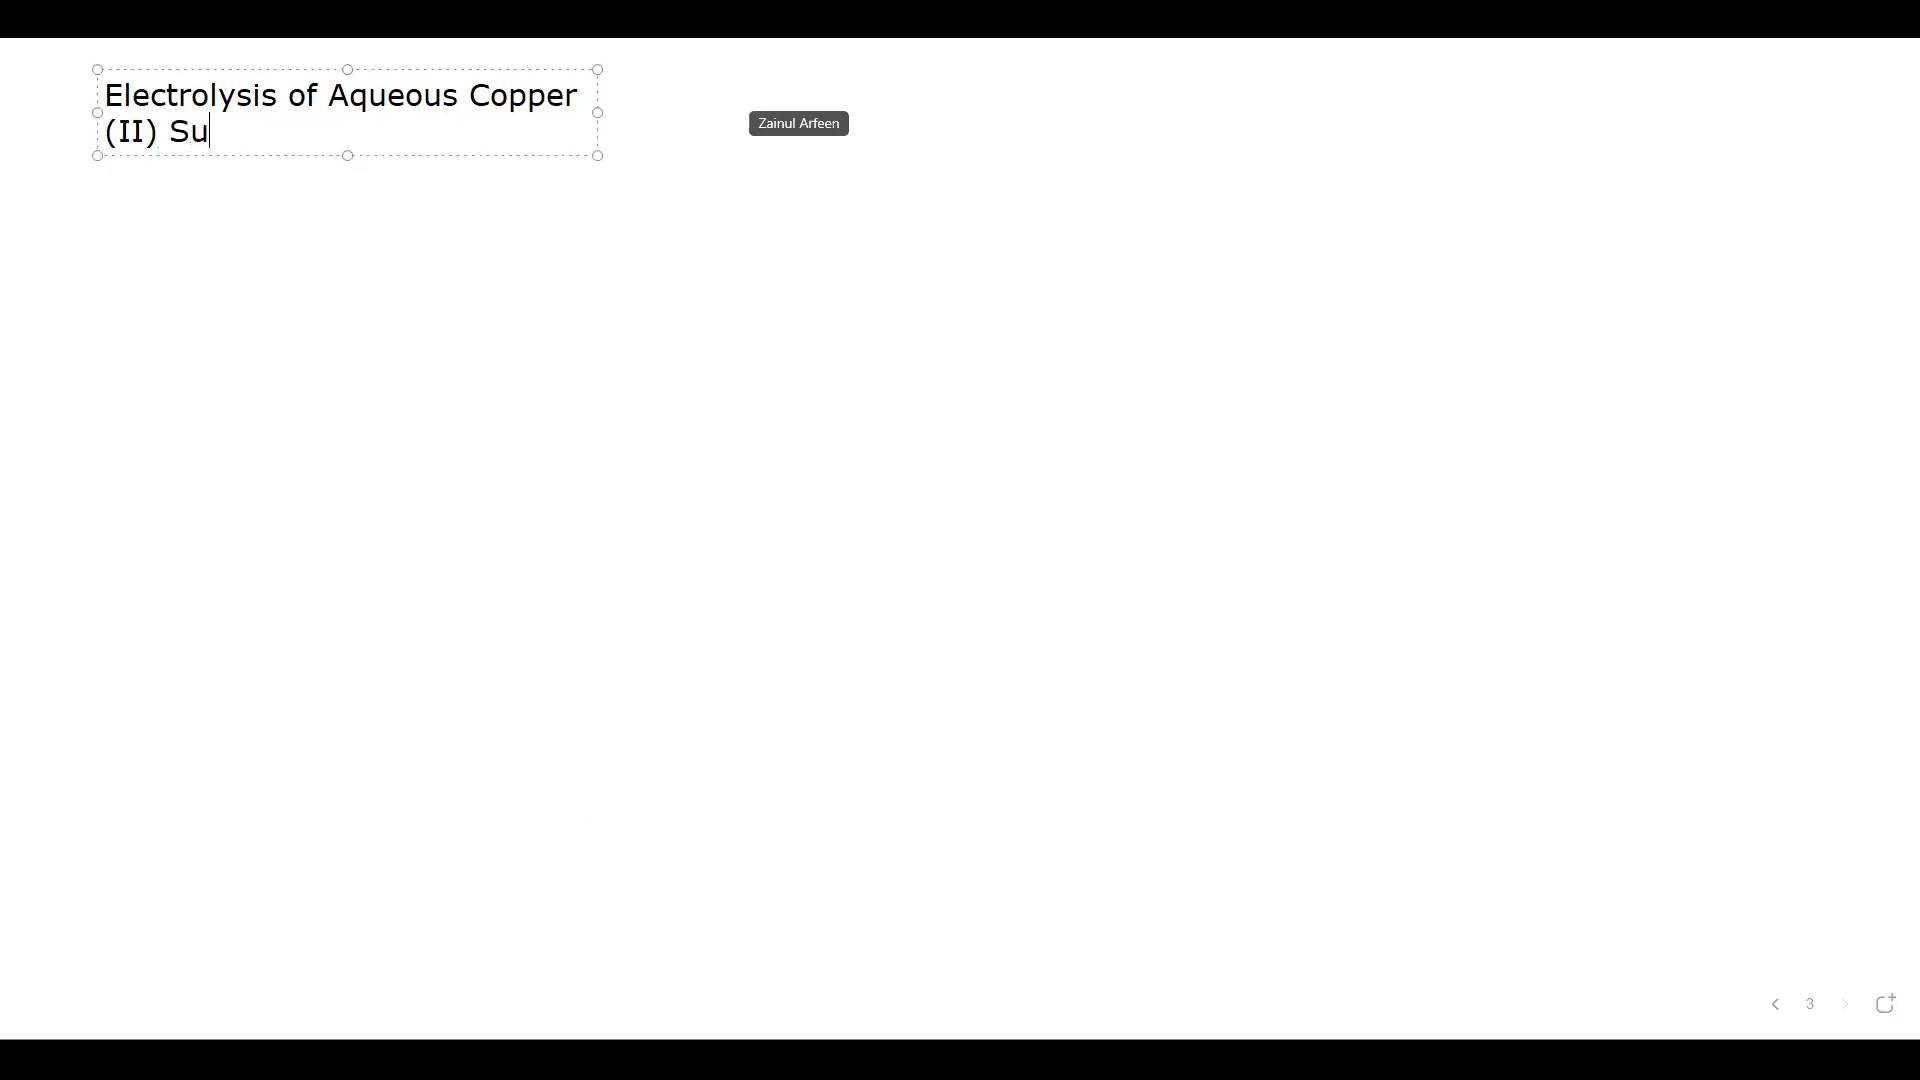 Electrolysis of Aqueous Copper
(II) Su
Zainul Arfeen
3